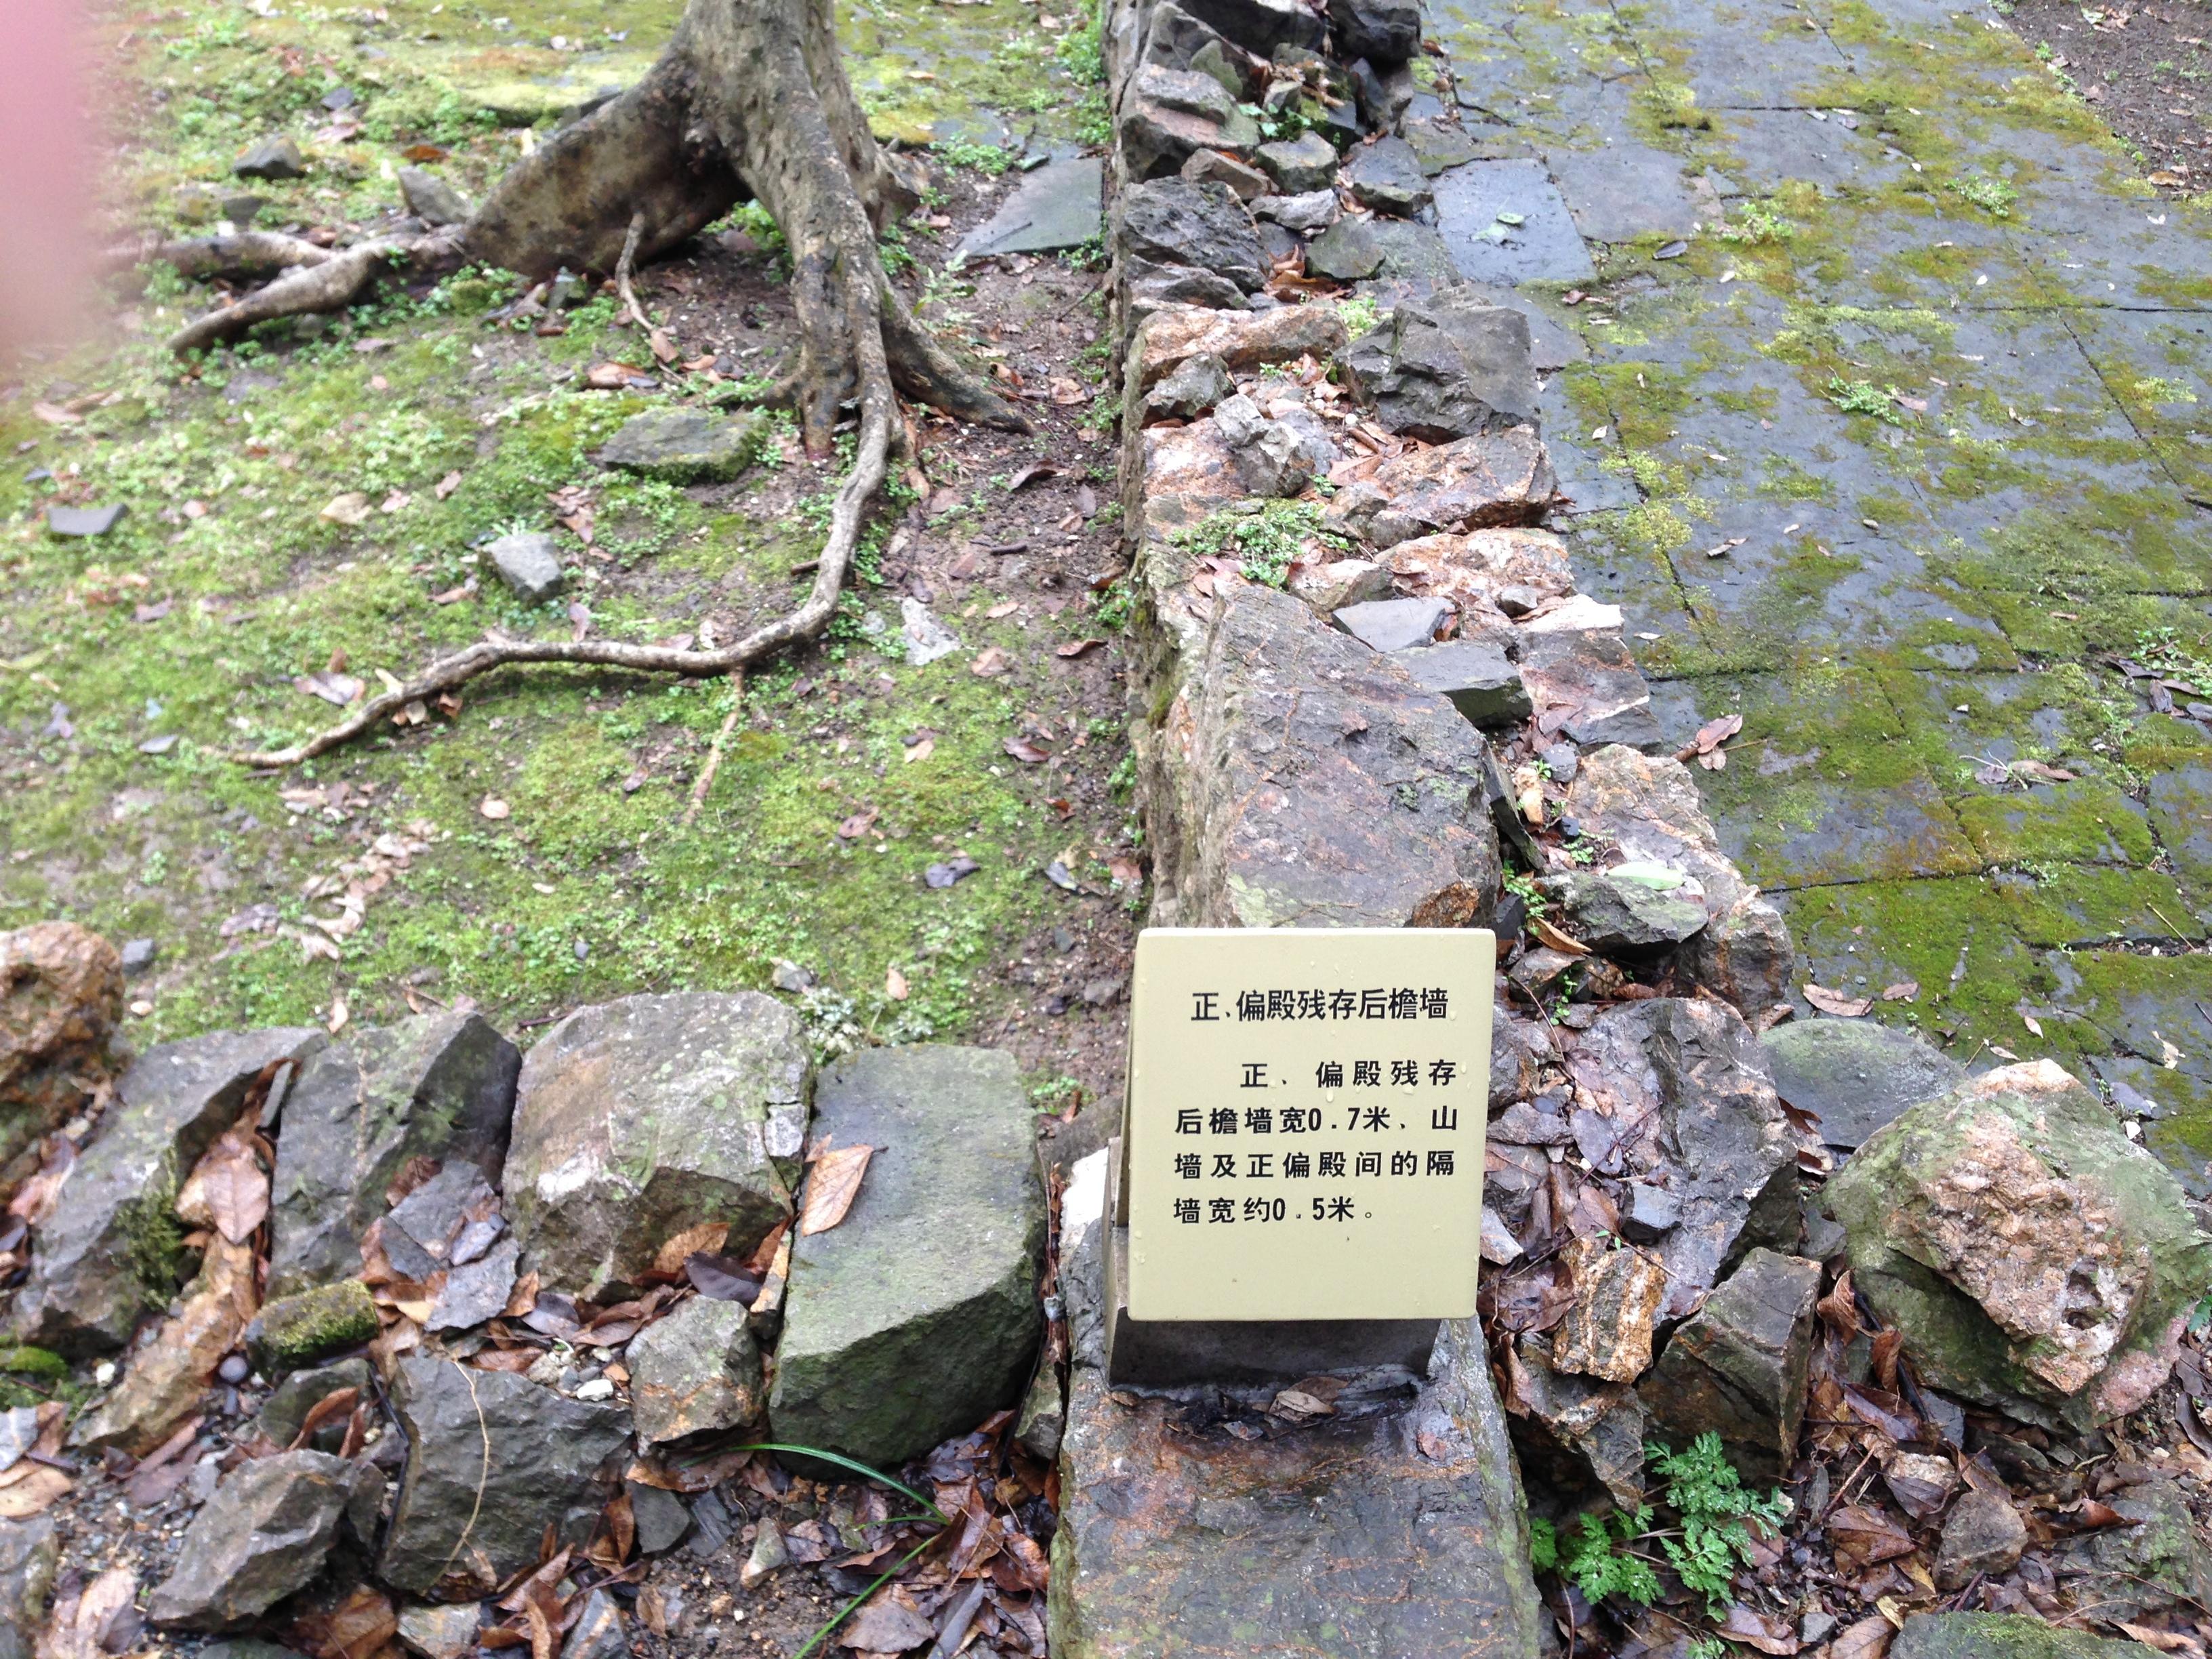 正、偏殿残存后檐墙
正、偏殿残存
后檐墙宽0.7米、山
墙及正偏殿间的隔
墙宽约0.5米。